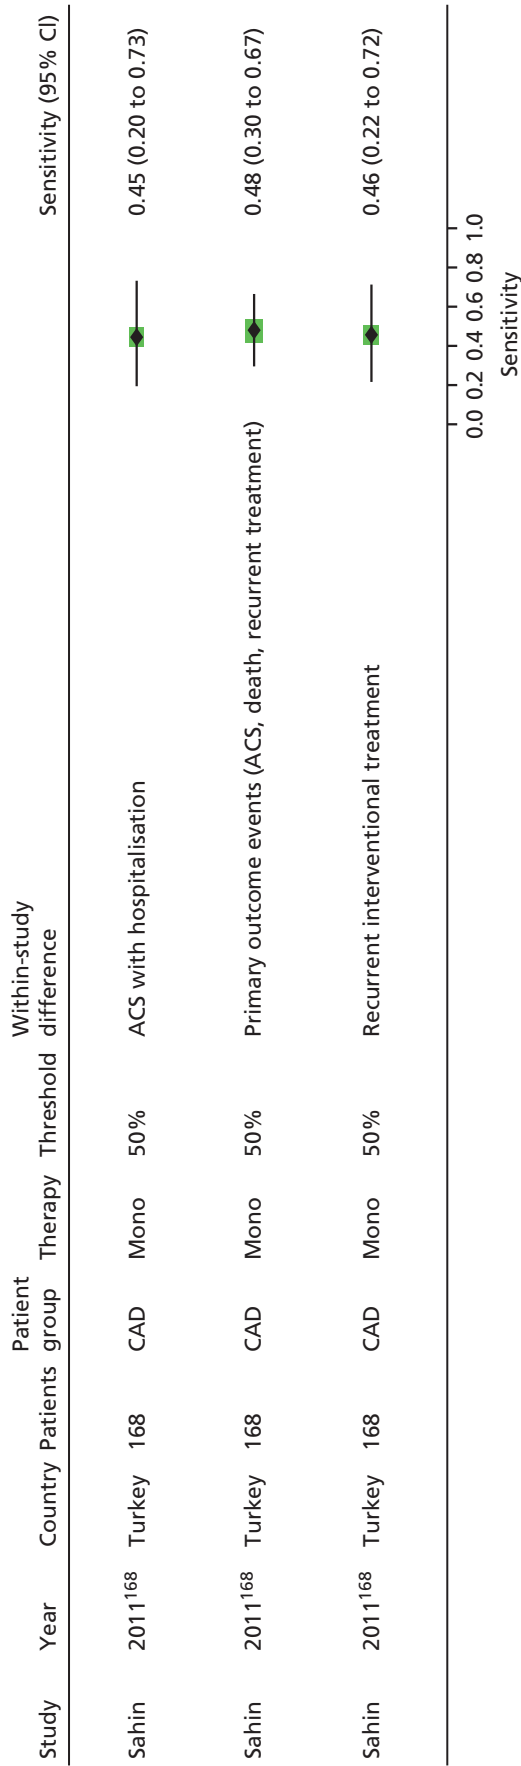 Study Year Country Patients Patient group Therapy Threshold Within-study difference Sensitivity (95% CI)
Sahin 2011168 Turkey 168 CAD Mono 50% ACS with hospitalisation 0.45 (0.20 to 0.73)
Sahin 2011168 Turkey 168 CAD Mono 50% Primary outcome events (ACS, death, recurrent treatment) 0.48 (0.30 to 0.67)
Sahin 2011168 Turkey 168 CAD Mono 50% Recurrent interventional treatment 0.46 (0.22 to 0.72)
0.0 0.2 0.4 0.6 0.8 1.0
Sensitivity